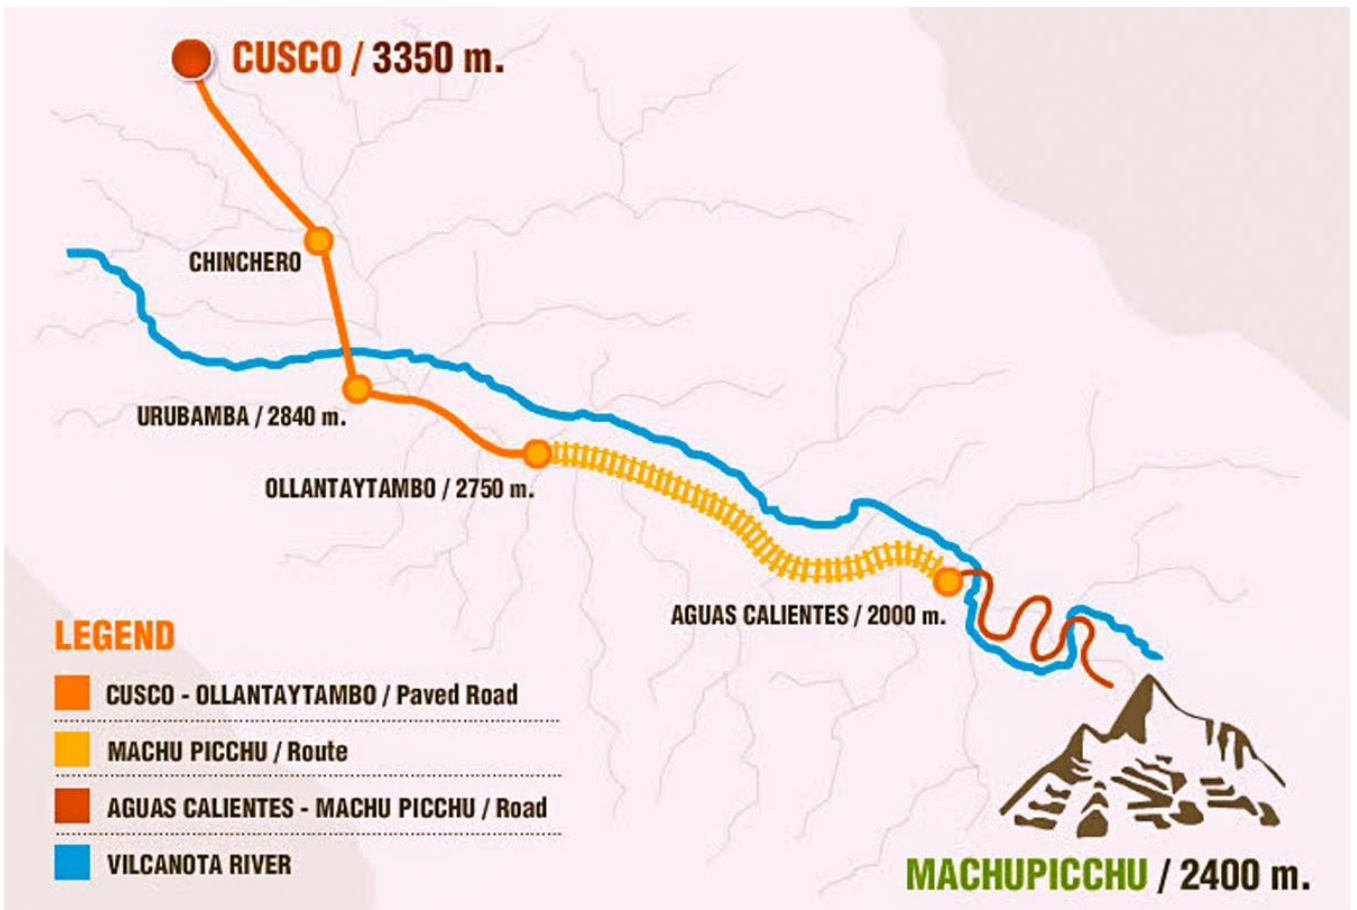 CUSCO / 3350 m.
CHINCHERO
URUBAMBA / 2840 m.
OLLANTAYTAMBO / 2750 m.
AGUAS CALIENTES / 2000 m.
LEGEND
CUSCO - OLLANTAYTAMBO / Paved Road
MACHU PICCHU / Route
AGUAS CALIENTES - MACHU PICCHU / Road
VILCANOTA RIVER
MACHUPICCHU / 2400 m.